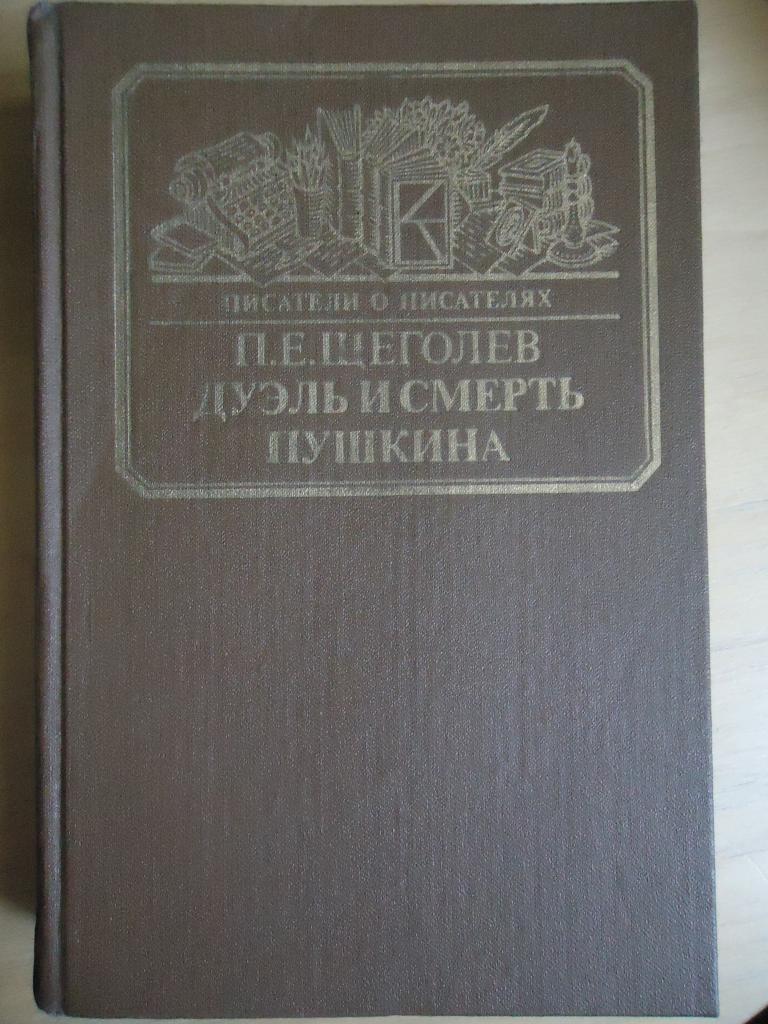 ПИСАТЕЛИ О ПИСАТЕЛЯХ
П.Е.ЩЕГОЛЕВ
ДУЭЛЬ И СМЕРТЬ
ПУШКИНА